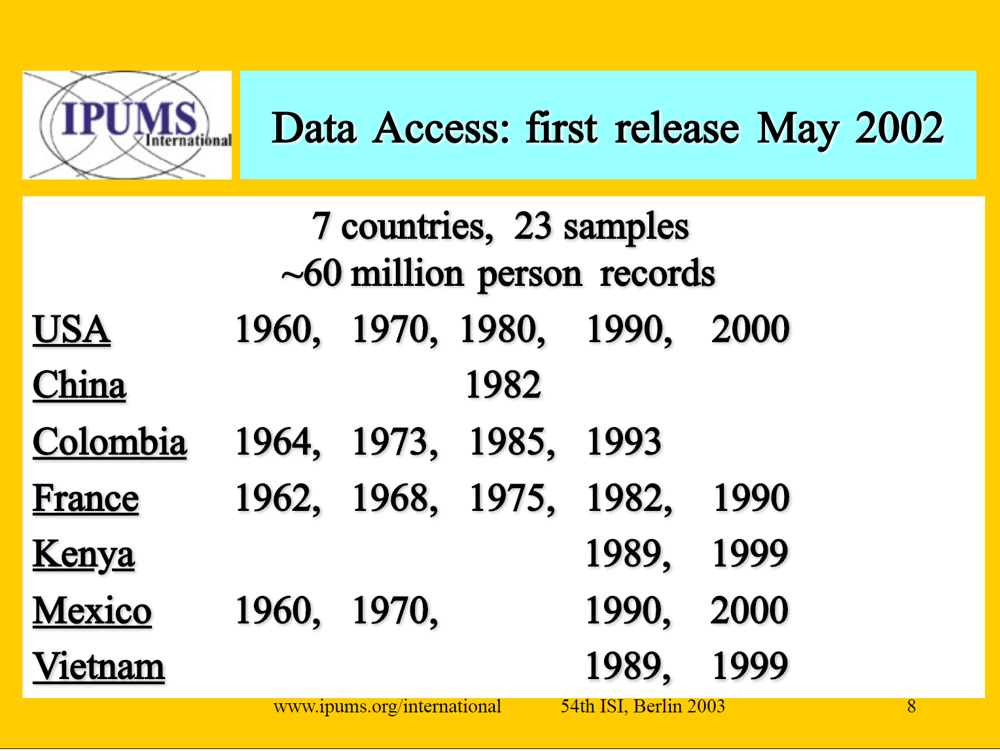 IPUMS
International
Data Access: first release May 2002
7 countries, 23 samples
~60 million person records
USA 1960, 1970, 1980, 1990, 2000
China 1982
Colombia 1964, 1973, 1985, 1993
France 1962, 1968, 1975, 1982, 1990
Kenya 1989, 1999
Mexico 1960, 1970, 1990, 2000
Vietnam 1989, 1999
www.ipums.org/international 54th ISI, Berlin 2003 8